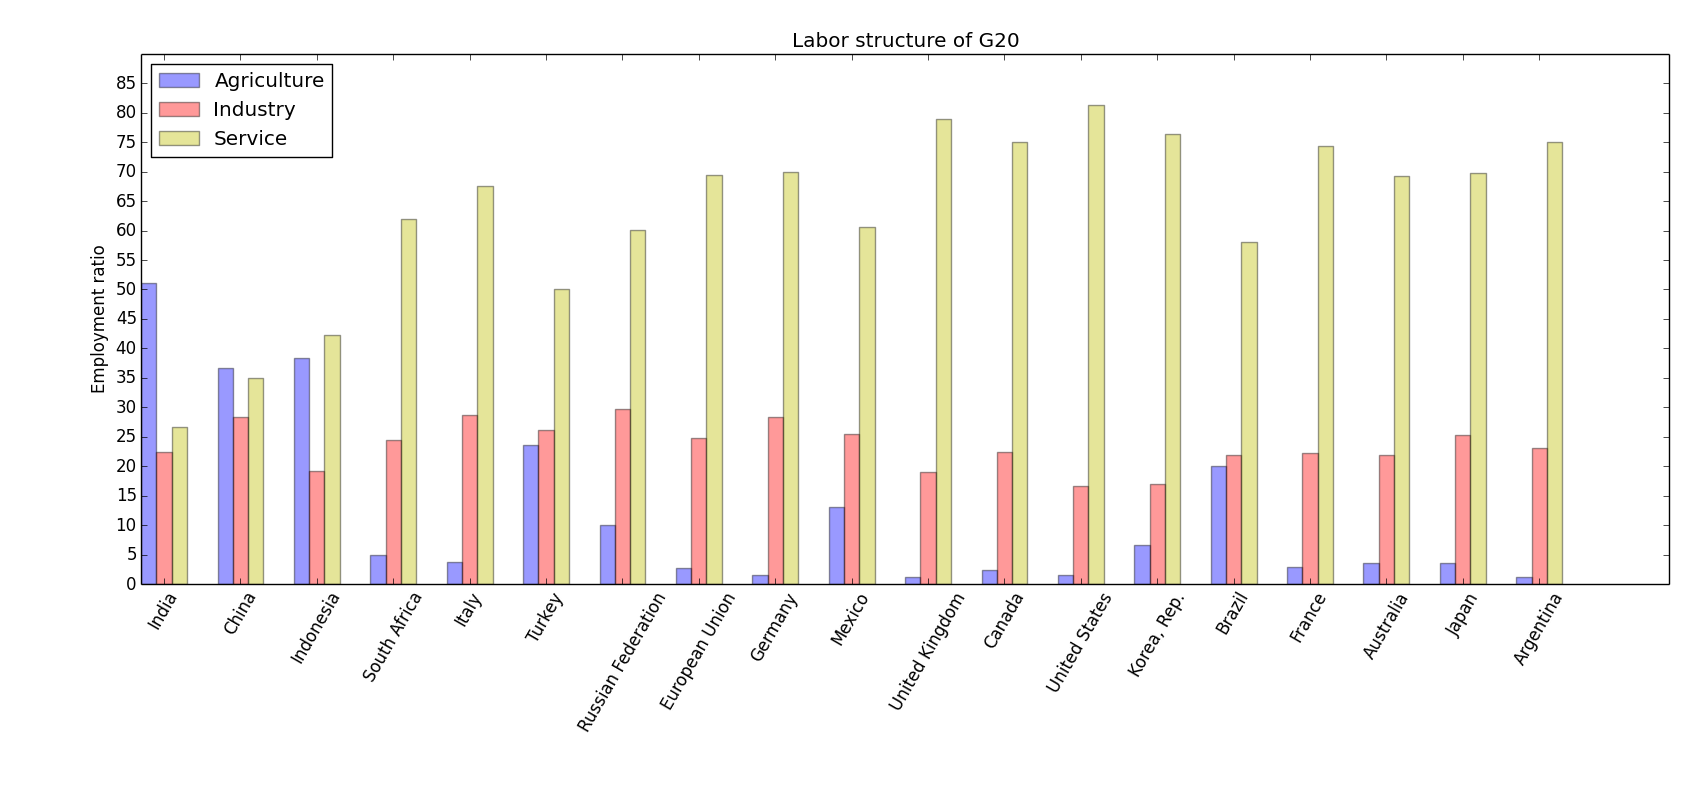 Labor structure of G20
Agriculture
Industry
Service
Employment ratio
85
80
75
70
65
60
55
50
45
40
35
30
25
20
15
10
5
0
India
China
Indonesia
South Africa
Italy
Turkey
Russian Federation
European Union
Germany
Mexico
United Kingdom
Canada
United States
Korea, Rep.
Brazil
France
Australia
Japan
Argentina